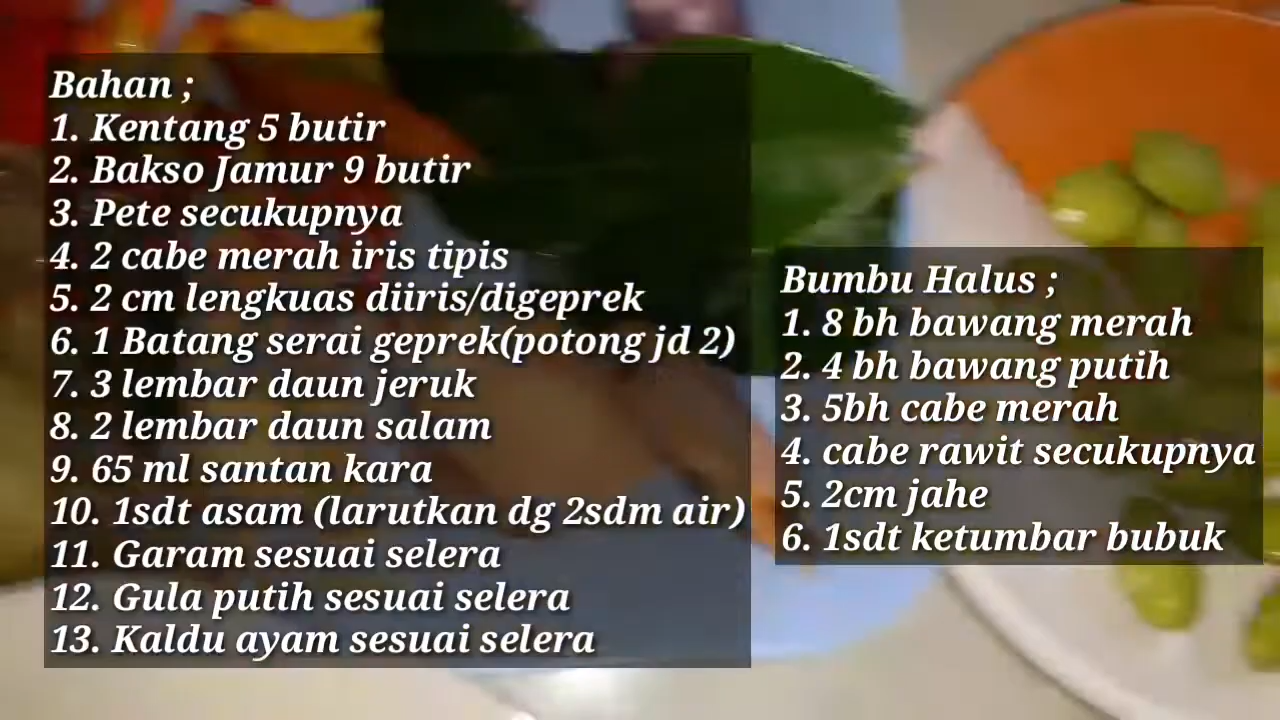 Bahan ;
1. Kentang 5 butir
2. Bakso Jamur 9 butir
3. Pete secukupnya
4. 2 cabe merah iris tipis
5. 2 cm lengkuas diiris/digeprek
6. 1 Batang serai geprek(potong jd 2)
7. 3 lembar daun jeruk
8. 2 lembar daun salam
9. 65 ml santan kara
10. 1sdt asam (larutkan dg 2sdm air)
11. Garam sesuai selera
12. Gula putih sesuai selera
13. Kaldu ayam sesuai selera
Bumbu Halus ;
1. 8 bh bawang merah
2. 4 bh bawang putih
3. 5bh cabe merah
4. cabe rawit secukupnya
5. 2cm jahe
6. 1sdt ketumbar bubuk